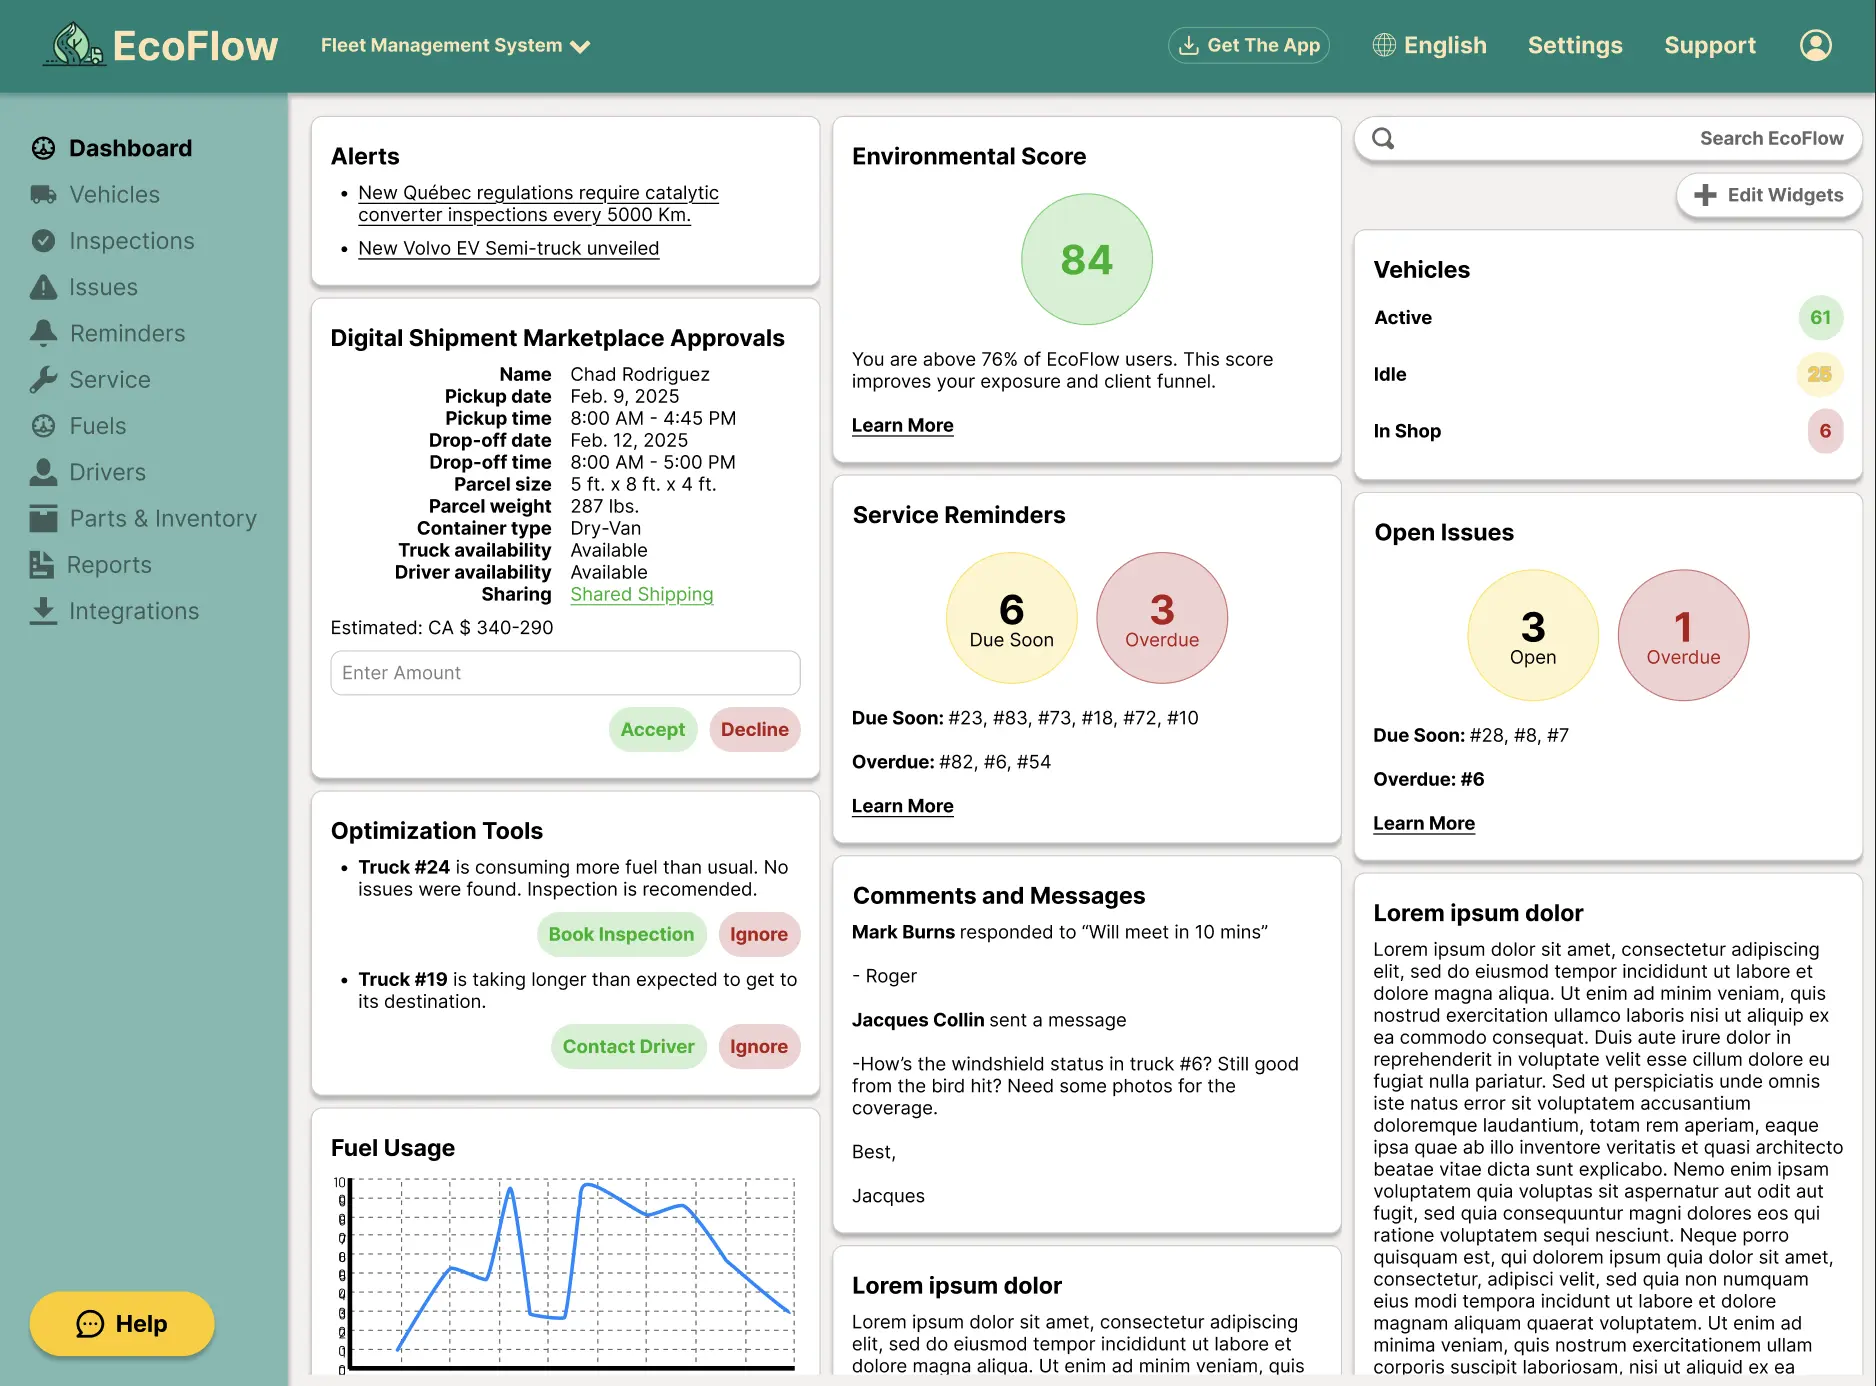 EcoFlow
Fleet Management System
Get The App
English
Settings
Support
Dashboard
Vehicles
Inspections
Issues
Reminders
Service
Fuels
Drivers
Parts & Inventory
Reports
Integrations
Help
Alerts
• New Québec regulations require catalytic
converter inspections every 5000 Km.
• New Volvo EV Semi-truck unveiled
Digital Shipment Marketplace Approvals
Name Chad Rodriguez
Pickup date Feb. 9, 2025
Pickup time 8:00 AM - 4:45 PM
Drop-off date Feb. 12, 2025
Drop-off time 8:00 AM - 5:00 PM
Parcel size 5 ft. x 8 ft. x 4 ft.
Parcel weight 287 lbs.
Container type Dry-Van
Truck availability Available
Driver availability Available
Sharing Shared Shipping
Estimated: CA $ 340-290
Enter Amount
Accept Decline
Optimization Tools
• Truck #24 is consuming more fuel than usual. No
issues were found. Inspection is recomended.
Book Inspection Ignore
• Truck #19 is taking longer than expected to get to
its destination.
Contact Driver Ignore
Fuel Usage
10
Environmental Score
84
You are above 76% of EcoFlow users. This score
improves your exposure and client funnel.
Learn More
Service Reminders
6
Due Soon
3
Overdue
Due Soon: #23, #83, #73, #18, #72, #10
Overdue: #82, #6, #54
Learn More
Comments and Messages
Mark Burns responded to “Will meet in 10 mins”
- Roger
Jacques Collin sent a message
-How’s the windshield status in truck #6? Still good
from the bird hit? Need some photos for the
coverage.
Best,
Jacques
Lorem ipsum dolor
Lorem ipsum dolor sit amet, consectetur adipiscing
elit, sed do eiusmod tempor incididunt ut labore et
dolore magna aliqua. Ut enim ad minim veniam, quis
Search EcoFlow
Edit Widgets
Vehicles
Active 61
Idle 25
In Shop 6
Open Issues
3
Open
1
Overdue
Due Soon: #28, #8, #7
Overdue: #6
Learn More
Lorem ipsum dolor
Lorem ipsum dolor sit amet, consectetur adipiscing
elit, sed do eiusmod tempor incididunt ut labore et
dolore magna aliqua. Ut enim ad minim veniam, quis
nostrud exercitation ullamco laboris nisi ut aliquip ex
ea commodo consequat. Duis aute irure dolor in
reprehenderit in voluptate velit esse cillum dolore eu
fugiat nulla pariatur. Sed ut perspiciatis unde omnis
iste natus error sit voluptatem accusantium
doloremque laudantium, totam rem aperiam, eaque
ipsa quae ab illo inventore veritatis et quasi architecto
beatae vitae dicta sunt explicabo. Nemo enim ipsam
voluptatem quia voluptas sit aspernatur aut odit aut
fugit, sed quia consequuntur magni dolores eos qui
ratione voluptatem sequi nesciunt. Neque porro
quisquam est, qui dolorem ipsum quia dolor sit amet,
consectetur, adipisci velit, sed quia non numquam
eius modi tempora incidunt ut labore et dolore
magnam aliquam quaerat voluptatem. Ut enim ad
minima veniam, quis nostrum exercitationem ullam
corporis suscipit laboriosam, nisi ut aliquid ex ea